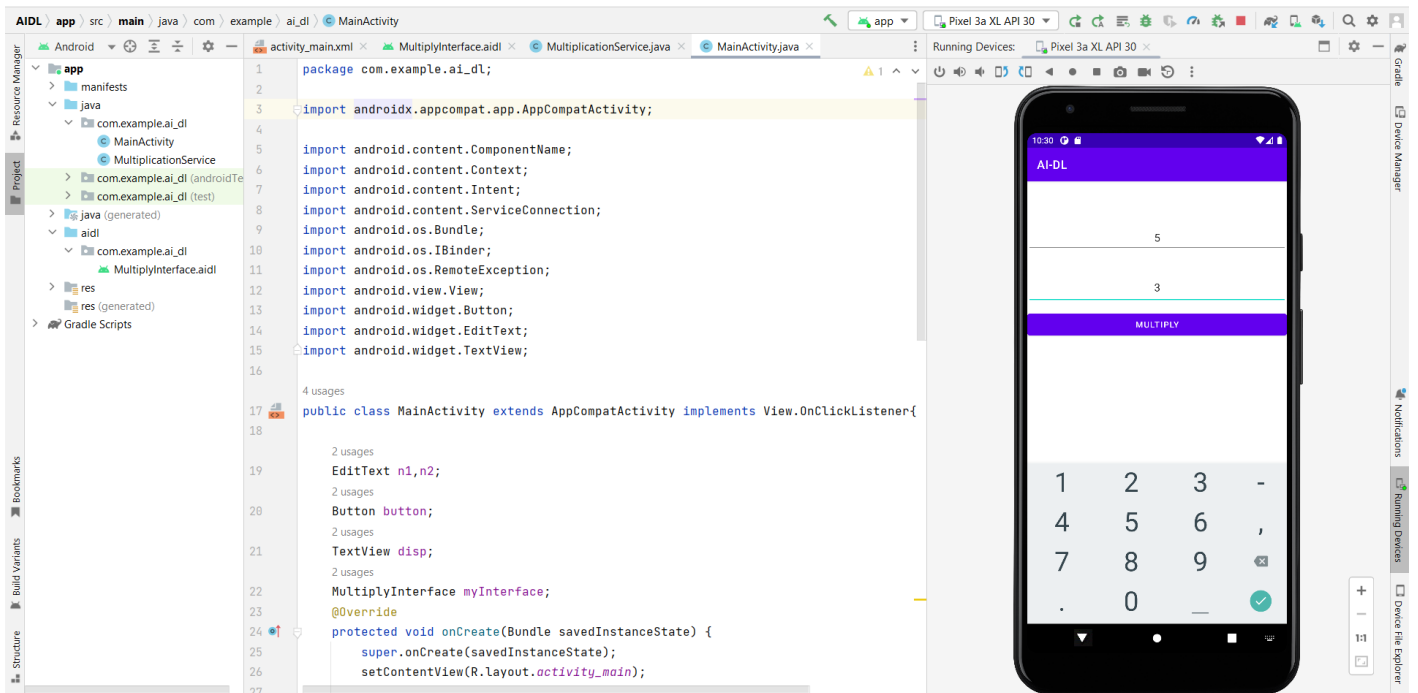 AIDL app src main java com example ai_dl MainActivity app Pixel 3a XL API 30
Android
activity_main.xml MultiplyInterface.aidl MultiplicationService.java MainActivity.java
Running Devices: Pixel 3a XL API 30
Resource Manager
Project
Bookmarks
Build Variants
Structure
app
manifests
java
com.example.ai_dl
MainActivity
MultiplicationService
com.example.ai_dl (androidTe
com.example.ai_dl (test)
java (generated)
aidl
com.example.ai_dl
MultiplyInterface.aidl
res
res (generated)
Gradle Scripts
1 package com.example.ai_dl;
1
2
3 import androidx.appcompat.app.AppCompatActivity;
4
5 import android.content.ComponentName;
6 import android.content.Context;
7 import android.content.Intent;
8 import android.content.ServiceConnection;
9 import android.os.Bundle;
10 import android.os.IBinder;
11 import android.os.RemoteException;
12 import android.view.View;
13 import android.widget.Button;
14 import android.widget.EditText;
15 import android.widget.TextView;
16
4 usages
17 public class MainActivity extends AppCompatActivity implements View.OnClickListener{
18
2 usages
19 EditText n1,n2;
2 usages
20 Button button;
2 usages
21 TextView disp;
2 usages
22 MultiplyInterface myInterface;
23 @Override
24 protected void onCreate(Bundle savedInstanceState) {
25 super.onCreate(savedInstanceState);
26 setContentView(R.layout.activity_main);
27
10:30
AI-DL
5
3
MULTIPLY
1 2 3 -
4 5 6 ,
7 8 9
. 0 _
1:1
Gradle
Device Manager
Notifications
Running Devices
Device File Explorer